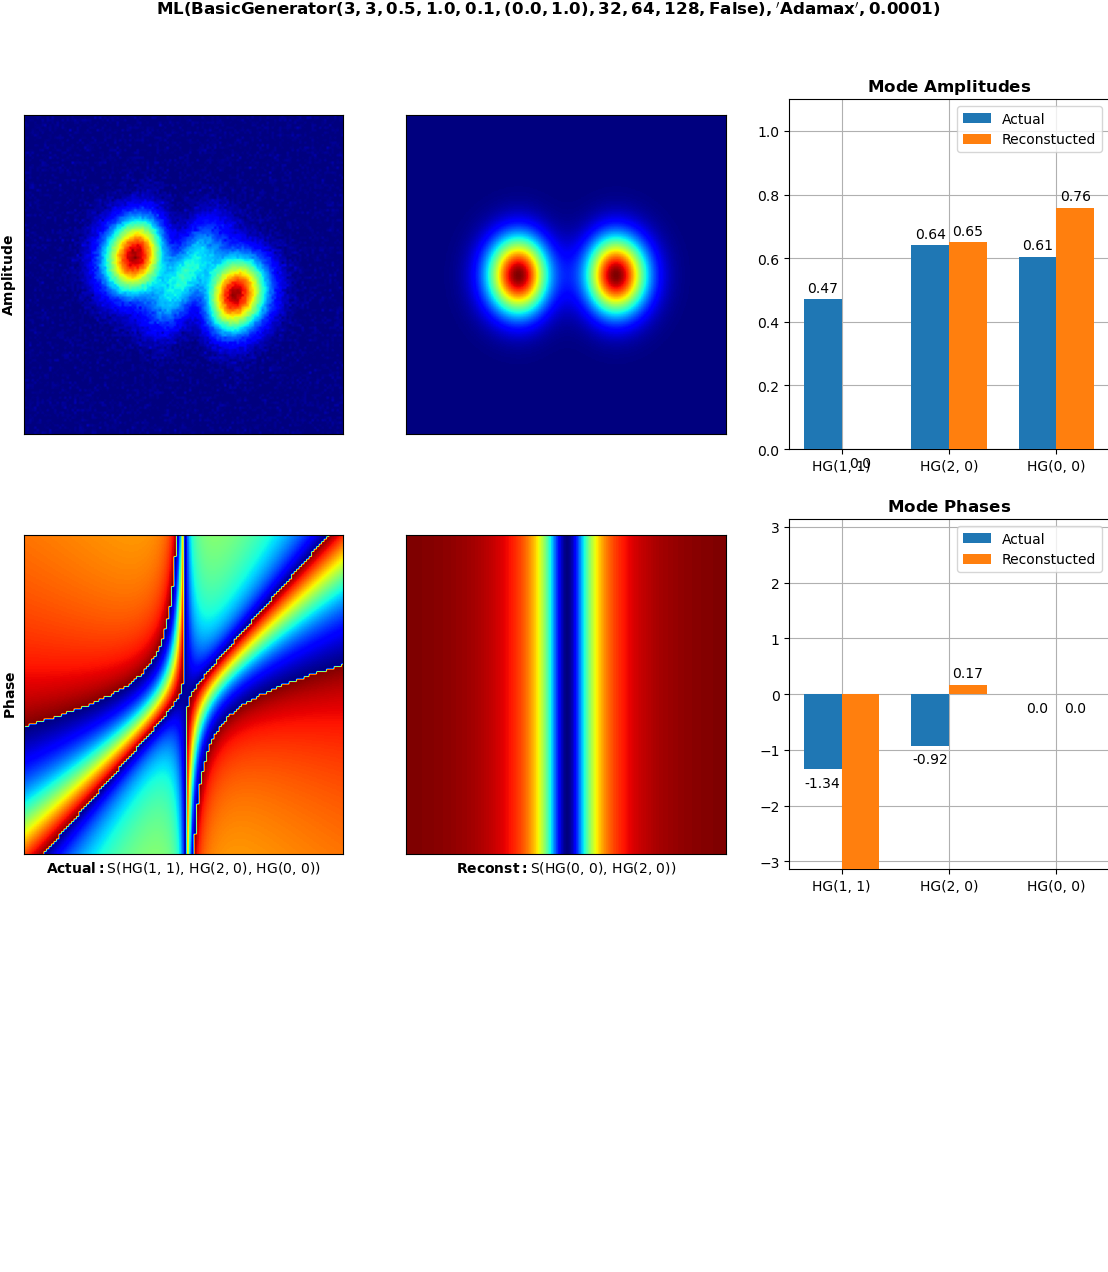 ML(BasicGenerator(3, 3, 0.5, 1.0, 0.1, (0.0, 1.0), 32, 64, 128, False), ′Adamax′, 0.0001)
Amplitude
Mode Amplitudes
Actual
Reconstucted
1.0
0.8
0.6
0.4
0.2
0.0
0.47
0.0
0.64
0.65
0.61
0.76
HG(1, 1)
HG(2, 0)
HG(0, 0)
Phase
Actual: S(HG(1, 1), HG(2, 0), HG(0, 0))
Reconst: S(HG(0, 0), HG(2, 0))
Mode Phases
Actual
Reconstucted
3
2
1
0
−1
−2
−3
-1.34
-0.92
0.17
0.0
0.0
HG(1, 1)
HG(2, 0)
HG(0, 0)